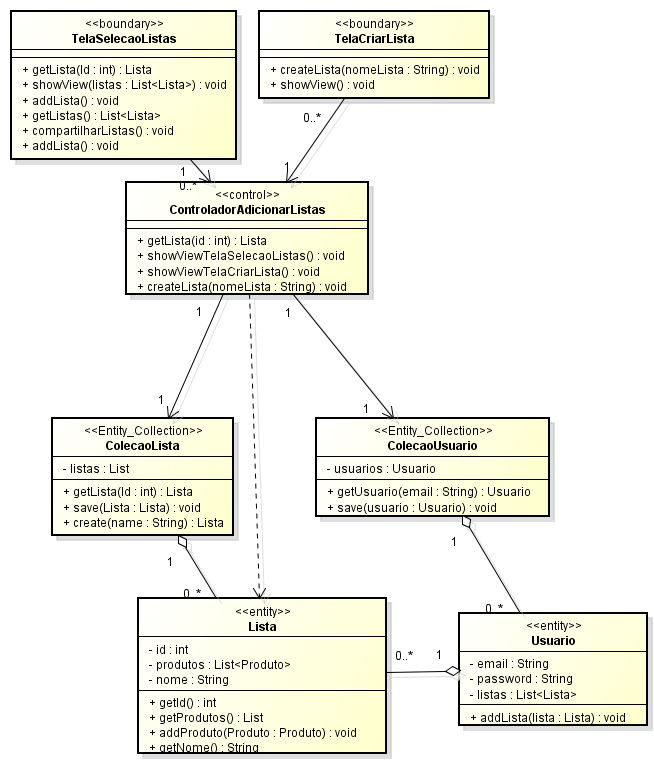 <<boundary>>
TelaSelecaoListas
+ getLista(Id : int) : Lista
+ showView(listas : List<Lista>) : void
+ addLista() : void
+ getListas() : List<Lista>
+ compartilharListas() : void
+ addLista() : void
<<boundary>>
TelaCriarLista
+ createLista(nomeLista : String) : void
+ showView() : void
0..*
1
1
0..*
<<control>>
ControladorAdicionarListas
+ getLista(id : int) : Lista
+ showViewTelaSelecaoListas() : void
+ showViewTelaCriarLista() : void
+ createLista(nomeLista : String) : void
1
1
1
1
<<Entity_Collection>>
ColecaoLista
- listas : List
+ getLista(Id : int) : Lista
+ save(Lista : Lista) : void
+ create(name : String) : Lista
<<Entity_Collection>>
ColecaoUsuario
- usuarios : Usuario
+ getUsuario(email : String) : Usuario
+ save(usuario : Usuario) : void
1
0..*
1
0..*
<<entity>>
Lista
- id : int
- produtos : List<Produto>
- nome : String
+ getId() : int
+ getProdutos() : List
+ addProduto(Produto : Produto) : void
+ getNome() : String
0..*
1
<<entity>>
Usuario
- email : String
- password : String
- listas : List<Lista>
+ addLista(lista : Lista) : void